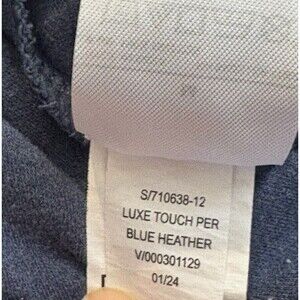 S/710638-12
LUXE TOUCH PER
BLUE HEATHER
V/000301129
01/24